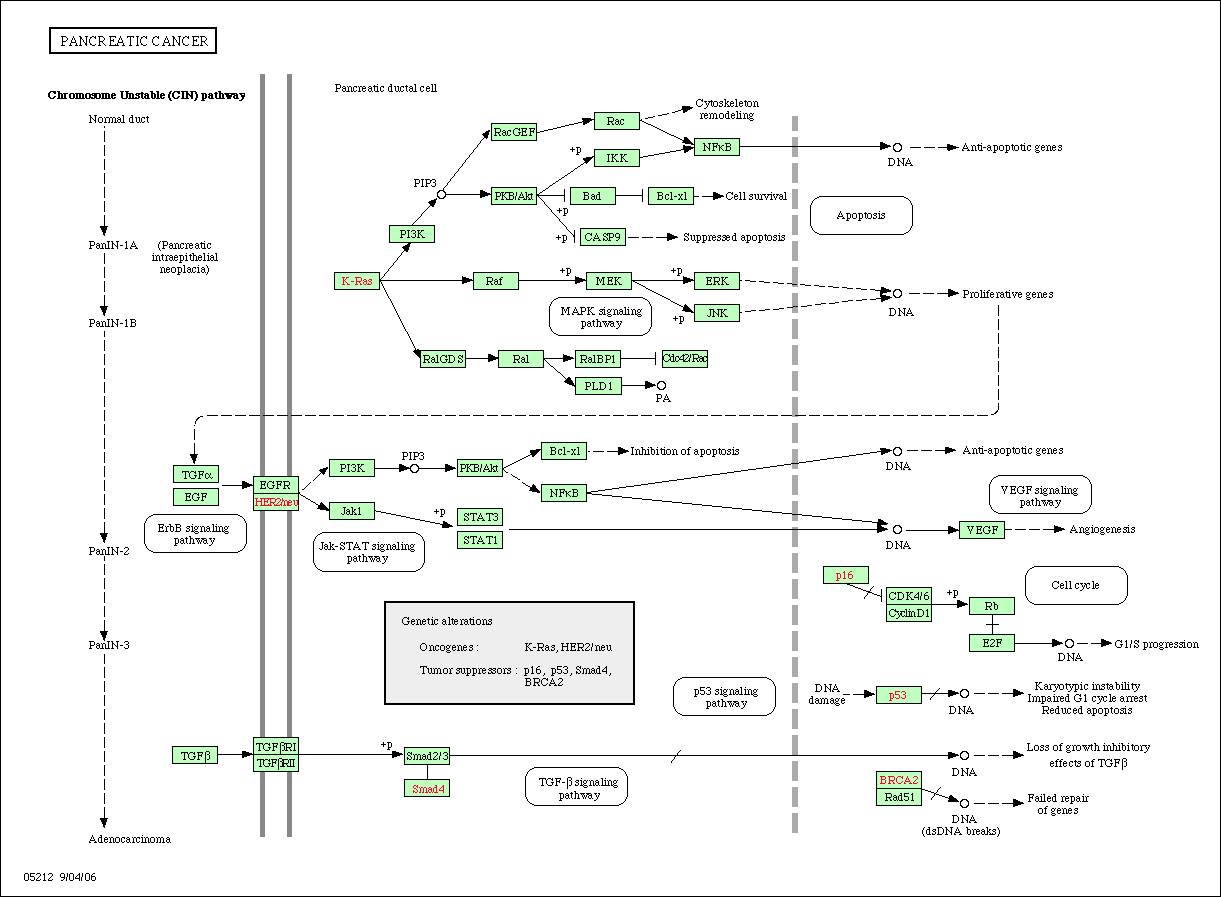 PANCREATIC CANCER
Chromosome Unstable (CIN) pathway
Pancreatic ductal cell
Normal duct
Cytoskeleton
remodeling
RacGEF
Rac
+p
IKK
NFκB
DNA
Anti-apoptotic genes
PIP3
PKB/Akt
Bad
Bcl-xl
Cell survival
+p
Apoptosis
PI3K
+p
CASP9
Suppressed apoptosis
PanIN-1A
(Pancreatic
intraepithelial
neoplacia)
K-Ras
Raf
+p
MEK
+p
ERK
DNA
Proliferative genes
MAPK signaling
pathway
+p
JNK
PanIN-1B
RalGDS
Ral
RalBP1
Cdc42/Rac
PLD1
PA
TGFα
EGF
EGFR
HER2/neu
PI3K
PIP3
PKB/Akt
Bcl-xl
Inhibition of apoptosis
NFκB
DNA
Anti-apoptotic genes
VEGF signaling
pathway
Jak1
+p
STAT3
STAT1
DNA
VEGF
Angiogenesis
ErbB signaling
pathway
Jak-STAT signaling
pathway
PanIN-2
p16
CDK4/6
CyclinD1
+p
Rb
E2F
DNA
G1/S progression
Cell cycle
Genetic alterations
Oncogenes : K-Ras, HER2/neu
Tumor suppressors : p16, p53, Smad4,
BRCA2
PanIN-3
p53 signaling
pathway
DNA
damage
p53
DNA
Karyotypic instability
Impaired G1 cycle arrest
Reduced apoptosis
TGFβ
TGFβRI
TGFβRII
+p
Smad2/3
Smad4
TGF-β signaling
pathway
DNA
Loss of growth inhibitory
effects of TGFβ
BRCA2
Rad51
DNA
(dsDNA breaks)
Failed repair
of genes
Adenocarcinoma
05212 9/04/06